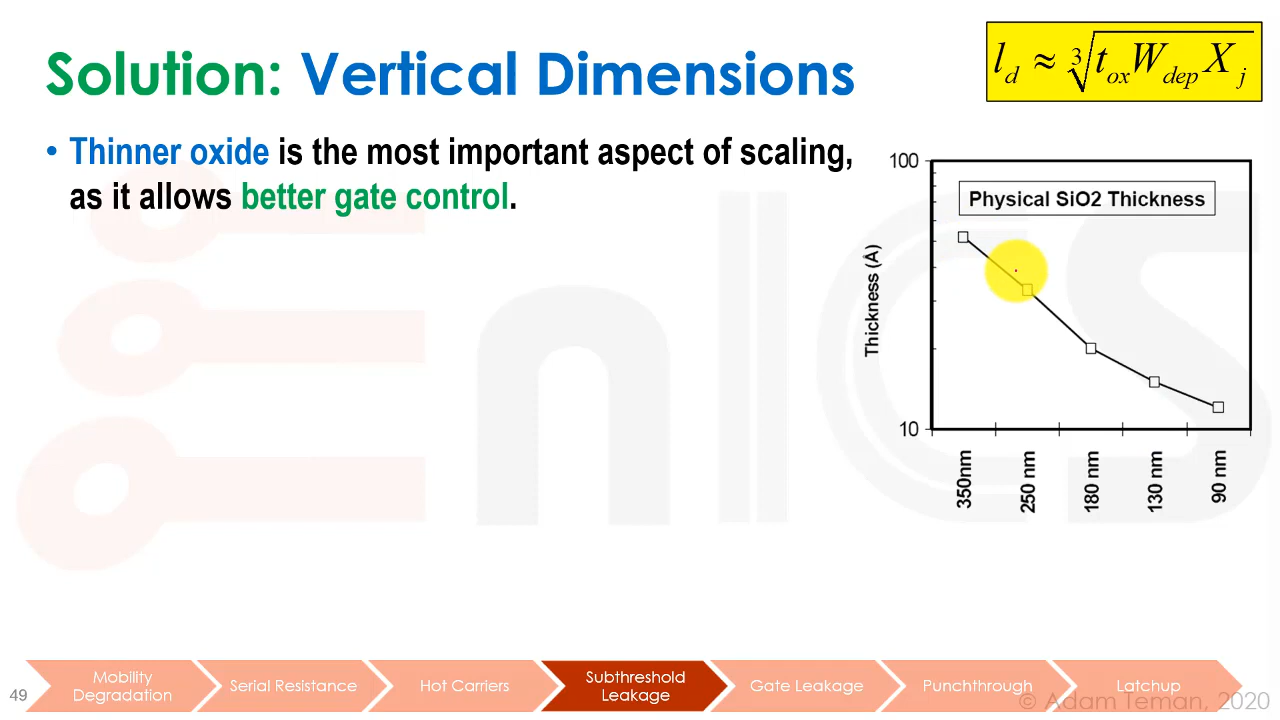 Solution: Vertical Dimensions
l_d ≈ ∛(t_ox W_dep X_j)
• Thinner oxide is the most important aspect of scaling,
as it allows better gate control.
Physical SiO2 Thickness
100
10
Thickness (Å)
350nm
250 nm
180 nm
130 nm
90 nm
enICS
49
Mobility
Degradation
Serial Resistance
Hot Carriers
Subthreshold
Leakage
Gate Leakage
Punchthrough
Latchup
© Adam Teman, 2020